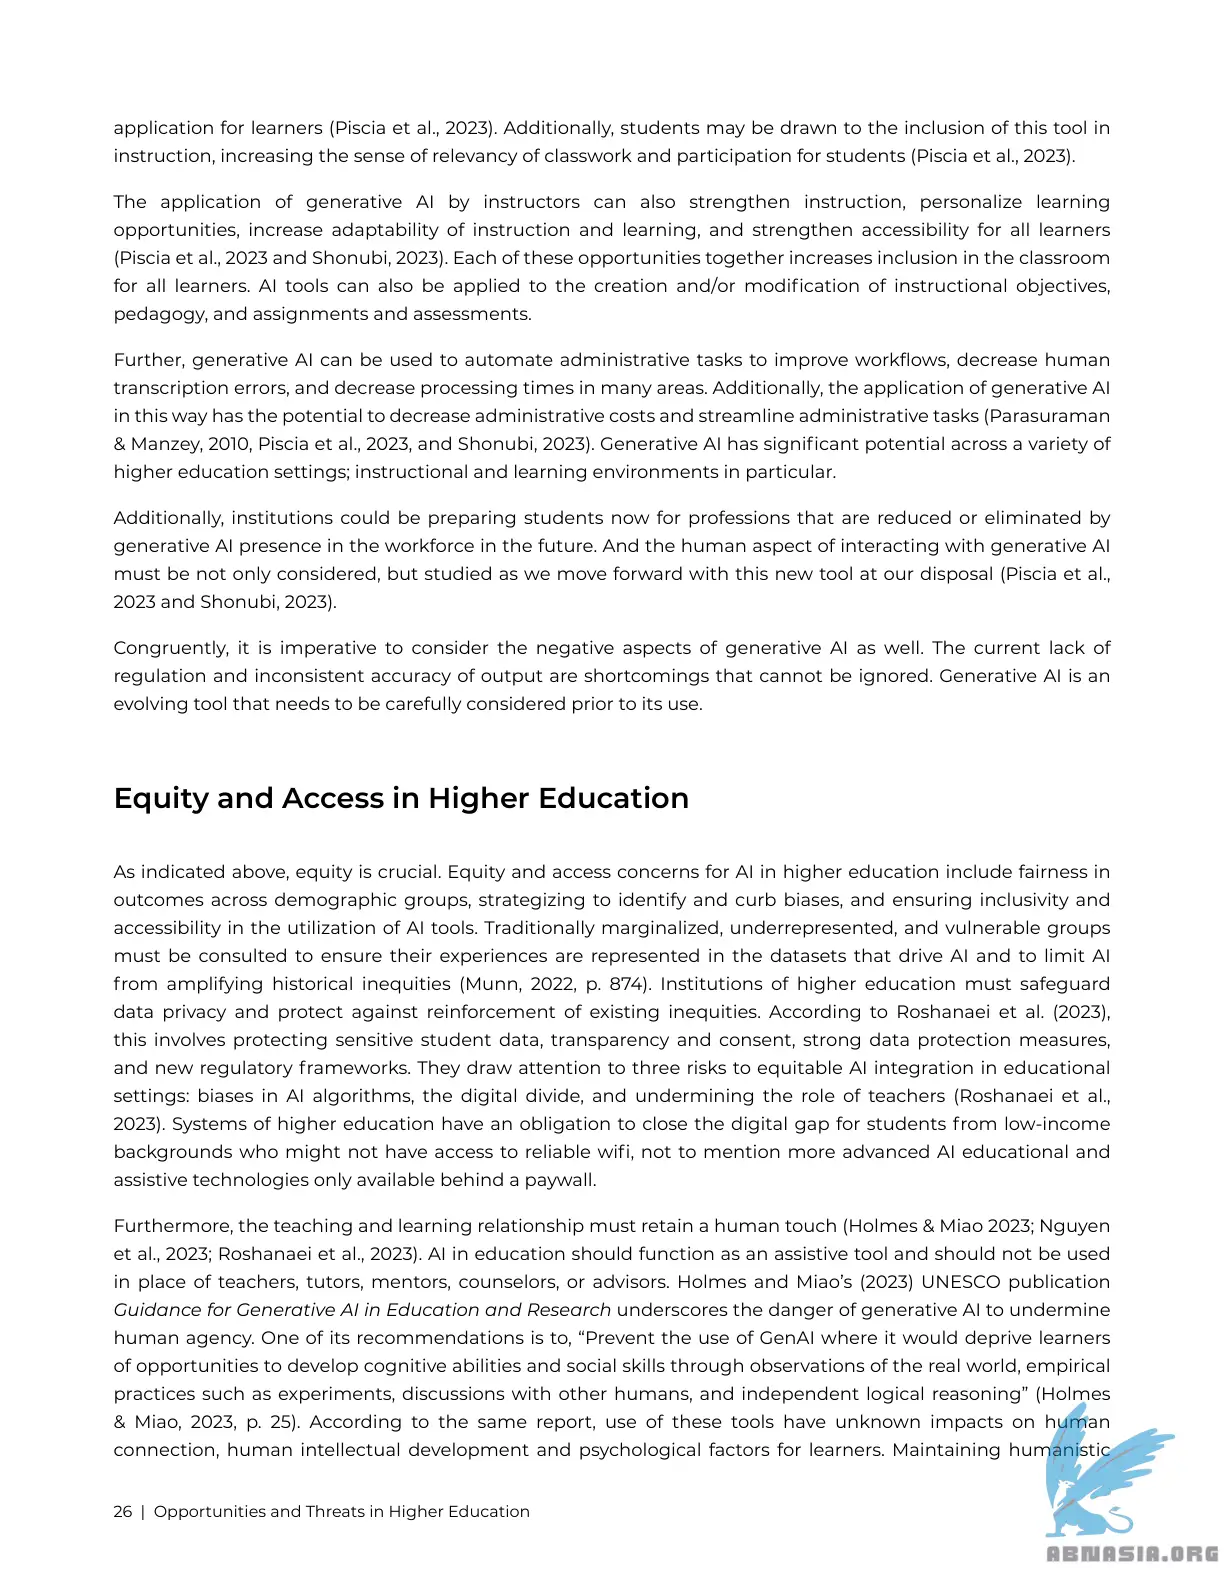 application for learners (Piscia et al., 2023). Additionally, students may be drawn to the inclusion of this tool in
instruction, increasing the sense of relevancy of classwork and participation for students (Piscia et al., 2023).
The application of generative AI by instructors can also strengthen instruction, personalize learning
opportunities, increase adaptability of instruction and learning, and strengthen accessibility for all learners
(Piscia et al., 2023 and Shonubi, 2023). Each of these opportunities together increases inclusion in the classroom
for all learners. AI tools can also be applied to the creation and/or modification of instructional objectives,
pedagogy, and assignments and assessments.
Further, generative AI can be used to automate administrative tasks to improve workflows, decrease human
transcription errors, and decrease processing times in many areas. Additionally, the application of generative AI
in this way has the potential to decrease administrative costs and streamline administrative tasks (Parasuraman
& Manzey, 2010, Piscia et al., 2023, and Shonubi, 2023). Generative AI has significant potential across a variety of
higher education settings; instructional and learning environments in particular.
Additionally, institutions could be preparing students now for professions that are reduced or eliminated by
generative AI presence in the workforce in the future. And the human aspect of interacting with generative AI
must be not only considered, but studied as we move forward with this new tool at our disposal (Piscia et al.,
2023 and Shonubi, 2023).
Congruently, it is imperative to consider the negative aspects of generative AI as well. The current lack of
regulation and inconsistent accuracy of output are shortcomings that cannot be ignored. Generative AI is an
evolving tool that needs to be carefully considered prior to its use.
Equity and Access in Higher Education
As indicated above, equity is crucial. Equity and access concerns for AI in higher education include fairness in
outcomes across demographic groups, strategizing to identify and curb biases, and ensuring inclusivity and
accessibility in the utilization of AI tools. Traditionally marginalized, underrepresented, and vulnerable groups
must be consulted to ensure their experiences are represented in the datasets that drive AI and to limit AI
from amplifying historical inequities (Munn, 2022, p. 874). Institutions of higher education must safeguard
data privacy and protect against reinforcement of existing inequities. According to Roshanaei et al. (2023),
this involves protecting sensitive student data, transparency and consent, strong data protection measures,
and new regulatory frameworks. They draw attention to three risks to equitable AI integration in educational
settings: biases in AI algorithms, the digital divide, and undermining the role of teachers (Roshanaei et al.,
2023). Systems of higher education have an obligation to close the digital gap for students from low-income
backgrounds who might not have access to reliable wifi, not to mention more advanced AI educational and
assistive technologies only available behind a paywall.
Furthermore, the teaching and learning relationship must retain a human touch (Holmes & Miao 2023; Nguyen
et al., 2023; Roshanaei et al., 2023). AI in education should function as an assistive tool and should not be used
in place of teachers, tutors, mentors, counselors, or advisors. Holmes and Miao’s (2023) UNESCO publication
Guidance for Generative AI in Education and Research underscores the danger of generative AI to undermine
human agency. One of its recommendations is to, “Prevent the use of GenAI where it would deprive learners
of opportunities to develop cognitive abilities and social skills through observations of the real world, empirical
practices such as experiments, discussions with other humans, and independent logical reasoning” (Holmes
& Miao, 2023, p. 25). According to the same report, use of these tools have unknown impacts on human
connection, human intellectual development and psychological factors for learners. Maintaining humanistic
26 | Opportunities and Threats in Higher Education
ABNASIA.ORG